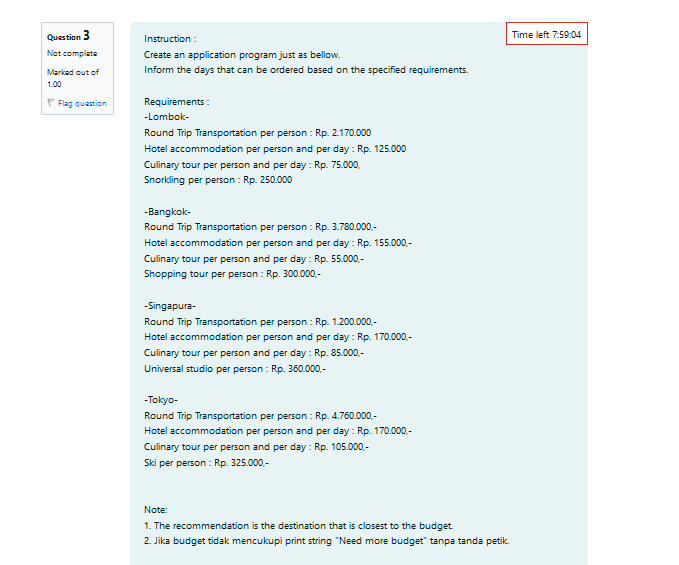 Question 3
Not complete
Marked out of
1.00
Flag question
Time left 7:59:04
Instruction :
Create an application program just as bellow.
Inform the days that can be ordered based on the specified requirements.
Requirements :
-Lombok-
Round Trip Transportation per person : Rp. 2.170.000
Hotel accommodation per person and per day : Rp. 125.000
Culinary tour per person and per day : Rp. 75.000,
Snorkling per person : Rp. 250.000
-Bangkok-
Round Trip Transportation per person : Rp. 3.780.000,-
Hotel accommodation per person and per day : Rp. 155.000,-
Culinary tour per person and per day : Rp. 55.000,-
Shopping tour per person : Rp. 300.000,-
-Singapura-
Round Trip Transportation per person : Rp. 1.200.000,-
Hotel accommodation per person and per day : Rp. 170.000,-
Culinary tour per person and per day : Rp. 85.000,-
Universal studio per person : Rp. 360.000,-
-Tokyo-
Round Trip Transportation per person : Rp. 4.760.000,-
Hotel accommodation per person and per day : Rp. 170.000,-
Culinary tour per person and per day : Rp. 105.000,-
Ski per person : Rp. 325.000,-
Note:
1. The recommendation is the destination that is closest to the budget.
2. Jika budget tidak mencukupi print string "Need more budget" tanpa tanda petik.